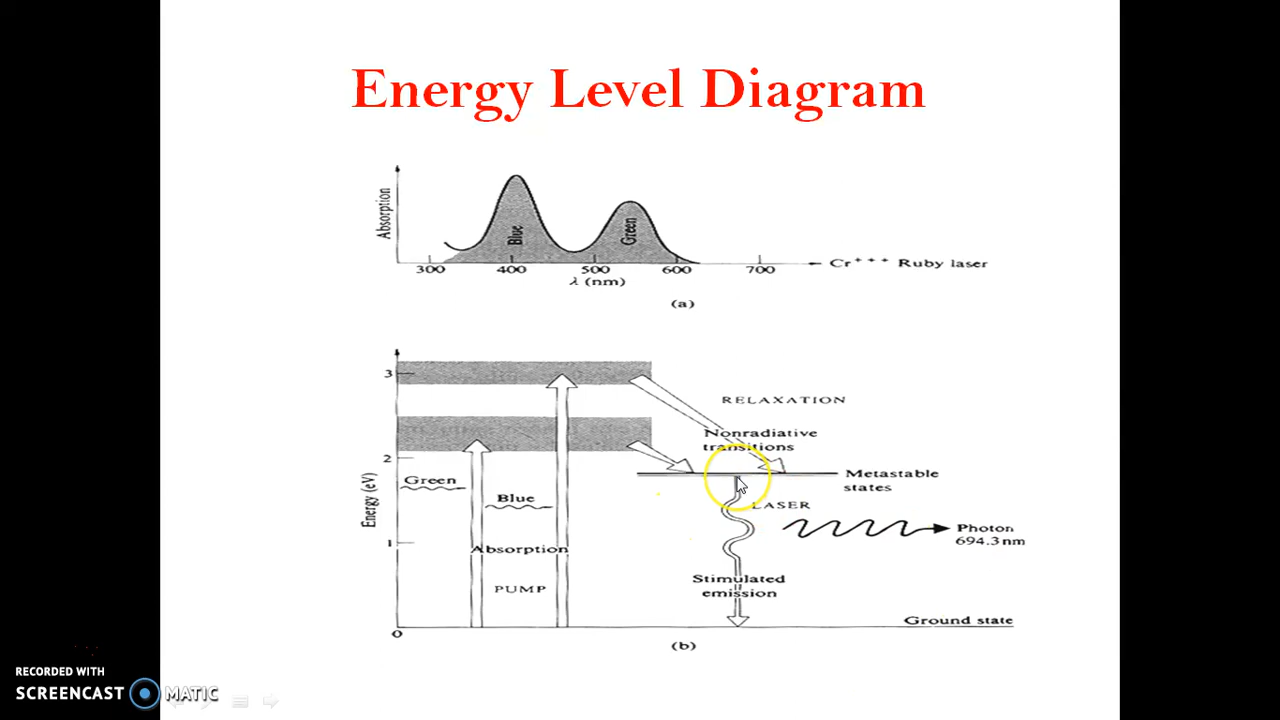 Energy Level Diagram
Absorption
Blue
Green
300 400 500 600 700
Cr+++ Ruby laser
λ (nm)
(a)
3
2
1
0
Energy (eV)
RELAXATION
Nonradiative
transitions
Metastable
states
Green
Blue
LASER
Photon
694.3nm
Absorption
PUMP
Stimulated
emission
Ground state
(b)
RECORDED WITH
SCREENCAST MATIC